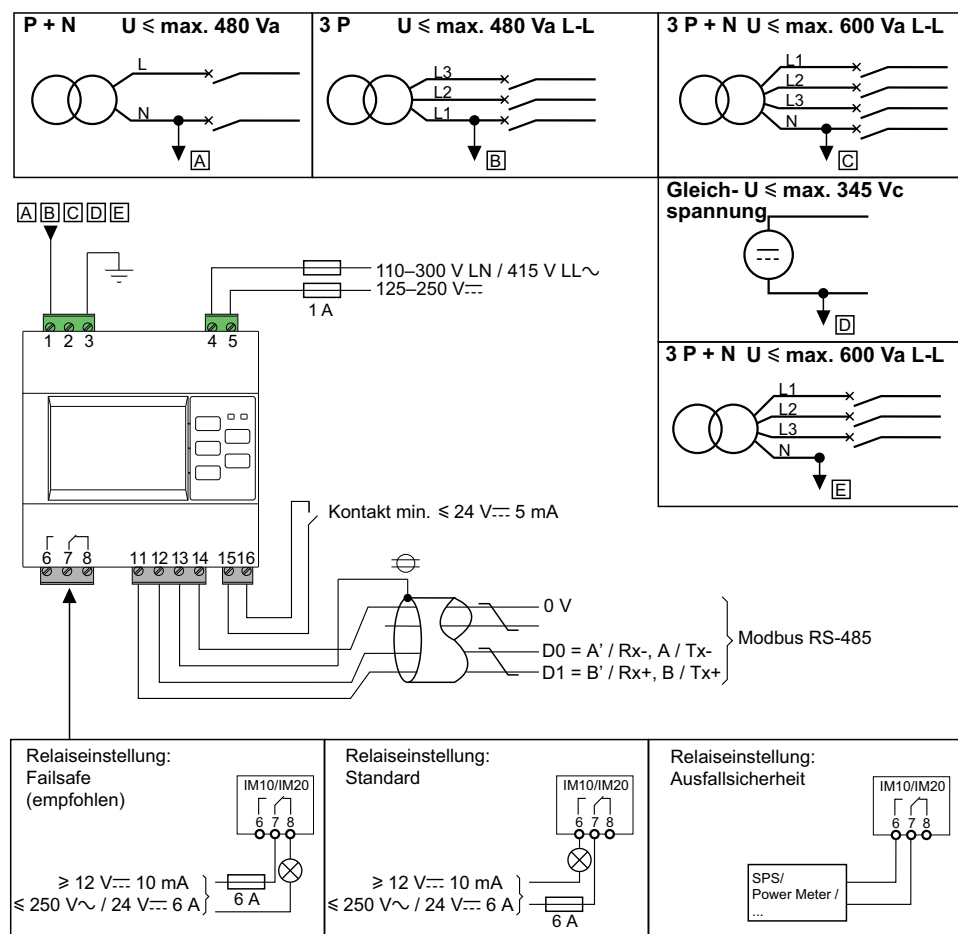 P + N U ≤ max. 480 Va
L
N
A
3 P U ≤ max. 480 Va L-L
L3
L2
L1
B
3 P + N U ≤ max. 600 Va L-L
L1
L2
L3
N
C
Gleich- U ≤ max. 345 Vc
spannung
D
3 P + N U ≤ max. 600 Va L-L
L1
L2
L3
N
E
A B C D E
110–300 V LN / 415 V LL∼
125–250 V⎓
1 A
1 2 3
4 5
Kontakt min. ≤ 24 V⎓ 5 mA
6 7 8
11 12 13 14
15 16
0 V
D0 = A' / Rx-, A / Tx-
D1 = B' / Rx+, B / Tx+
Modbus RS-485
Relaiseinstellung:
Failsafe
(empfohlen)
IM10/IM20
6 7 8
≥ 12 V⎓ 10 mA
≤ 250 V∼ / 24 V⎓ 6 A
6 A
Relaiseinstellung:
Standard
IM10/IM20
6 7 8
≥ 12 V⎓ 10 mA
≤ 250 V∼ / 24 V⎓ 6 A
6 A
Relaiseinstellung:
Ausfallsicherheit
IM10/IM20
6 7 8
SPS/
Power Meter /
...